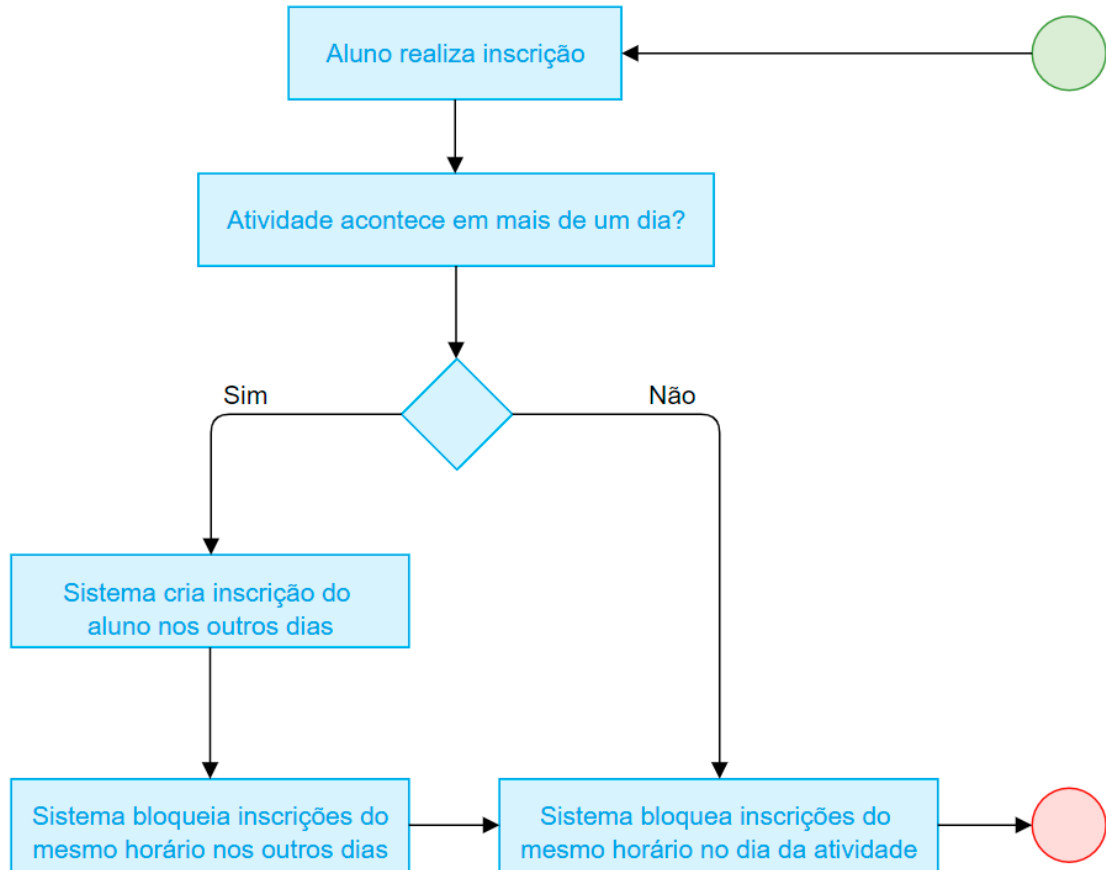 Aluno realiza inscrição
Atividade acontece em mais de um dia?
Sim
Não
Sistema cria inscrição do
aluno nos outros dias
Sistema bloqueia inscrições do
mesmo horário nos outros dias
Sistema bloquea inscrições do
mesmo horário no dia da atividade